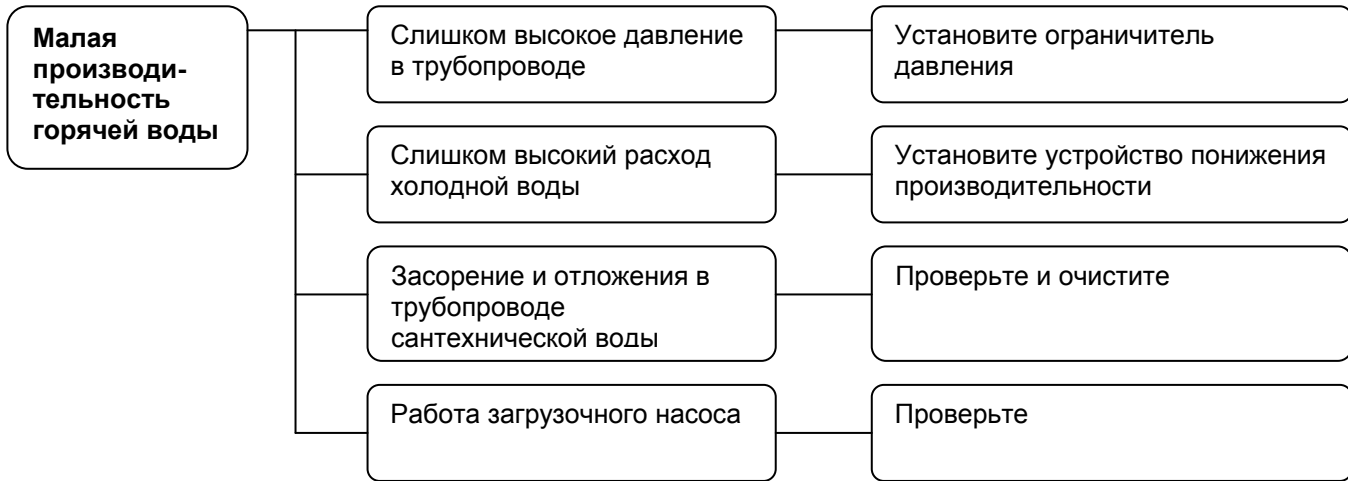 Малая
производи-
тельность
горячей воды
Слишком высокое давление
в трубопроводе
Установите ограничитель
давления
Слишком высокий расход
холодной воды
Установите устройство понижения
производительности
Засорение и отложения в
трубопроводе
сантехнической воды
Проверьте и очистите
Работа загрузочного насоса
Проверьте